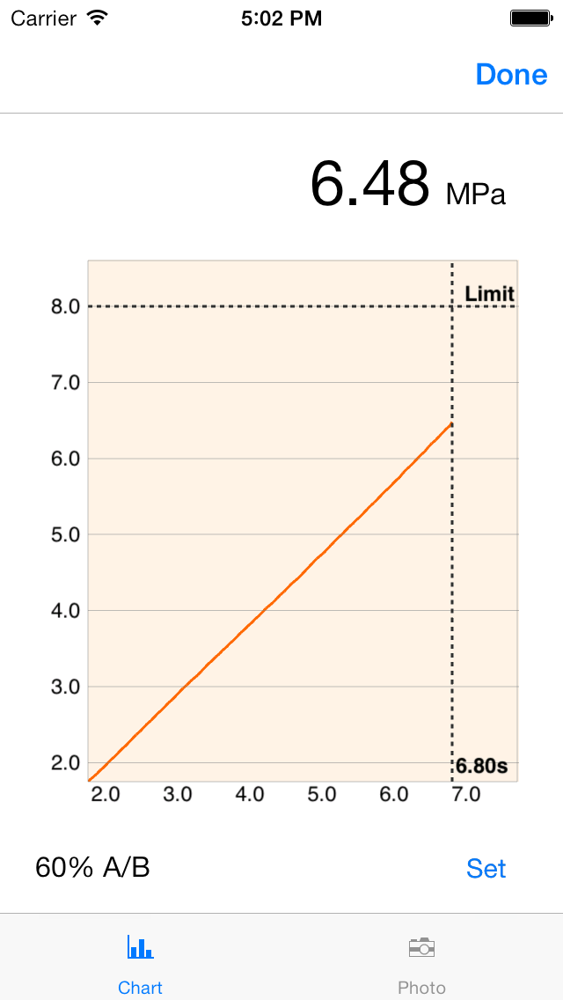 Carrier 5:02 PM
Done
6.48 MPa
Limit
8.0
7.0
6.0
5.0
4.0
3.0
2.0
6.80s
2.0 3.0 4.0 5.0 6.0 7.0
60% A/B Set
Chart Photo